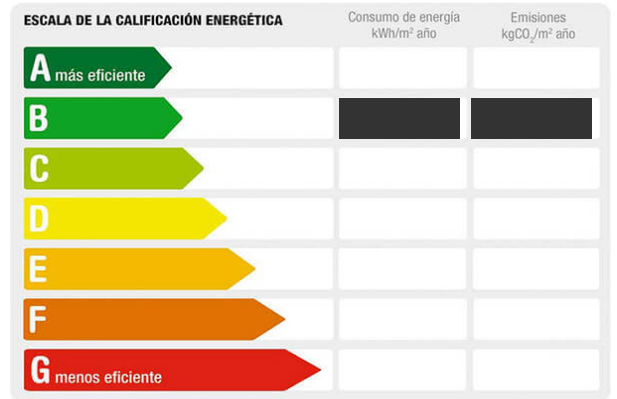 ESCALA DE LA CALIFICACIÓN ENERGÉTICA
Consumo de energía
kWh/m² año
Emisiones
kgCO₂/m² año
A más eficiente
B
C
D
E
F
G menos eficiente